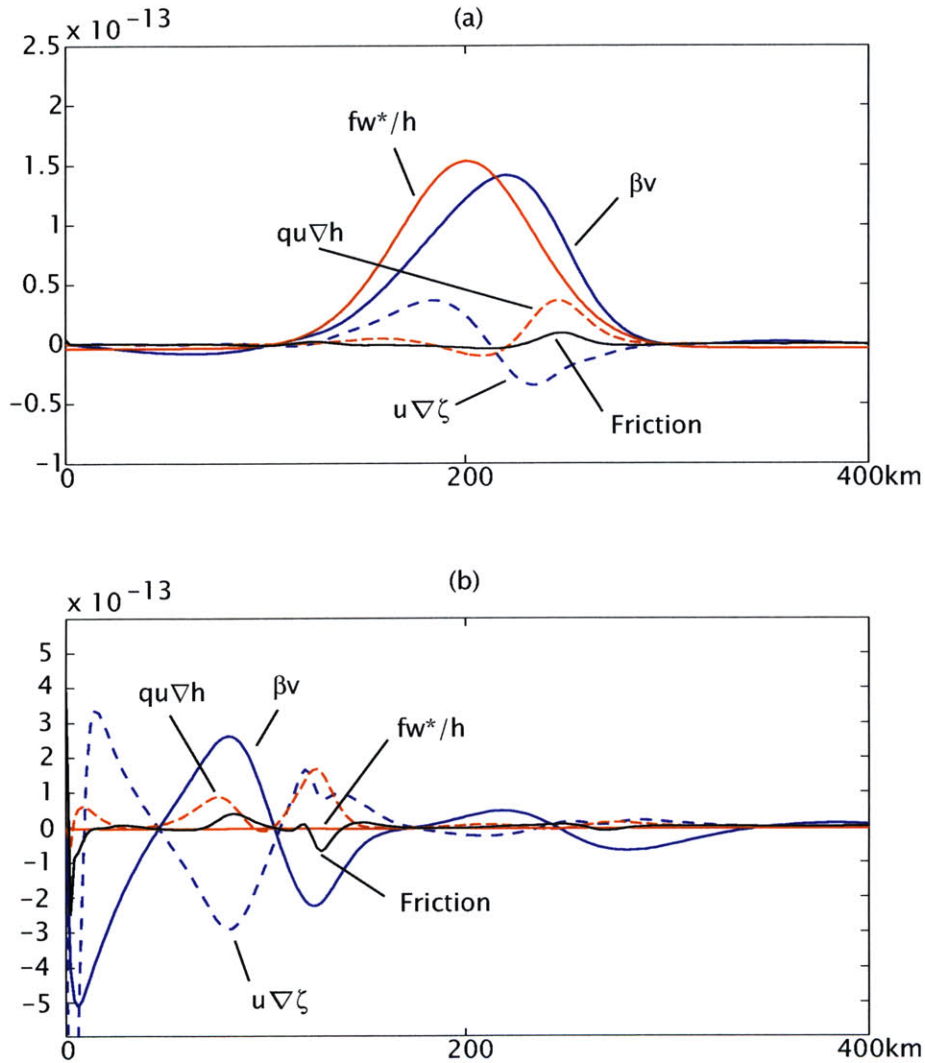 (a)
x 10 -13
2.5
2
1.5
1
0.5
0
-0.5
-1
fw*/h
βv
qu∇h
u∇ζ
Friction
0 200 400km
(b)
x 10 -13
5
4
3
2
1
0
-1
-2
-3
-4
-5
qu∇h
βv
fw*/h
Friction
u∇ζ
0 200 400km